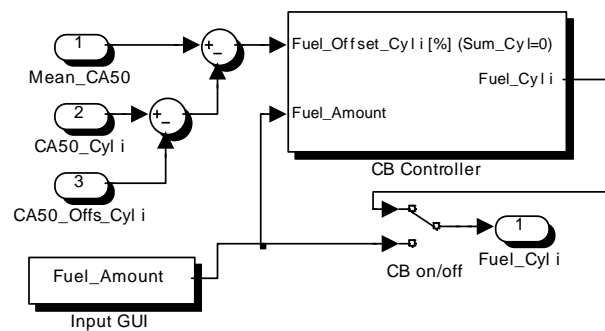 1
Mean_CA50
2
CA50_Cyl i
3
CA50_Offs_Cyl i
+
−
+
−
Fuel_Offset_Cyl i [%] (Sum_Cyl=0)
Fuel_Cyl i
Fuel_Amount
CB Controller
1
Fuel_Cyl i
CB on/off
Fuel_Amount
Input GUI